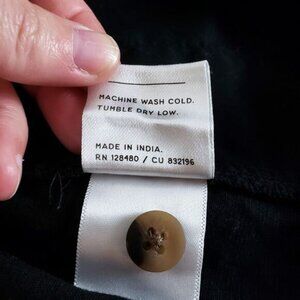 MACHINE WASH COLD.
TUMBLE DRY LOW.
MADE IN INDIA.
RN 128480 / CU 832196